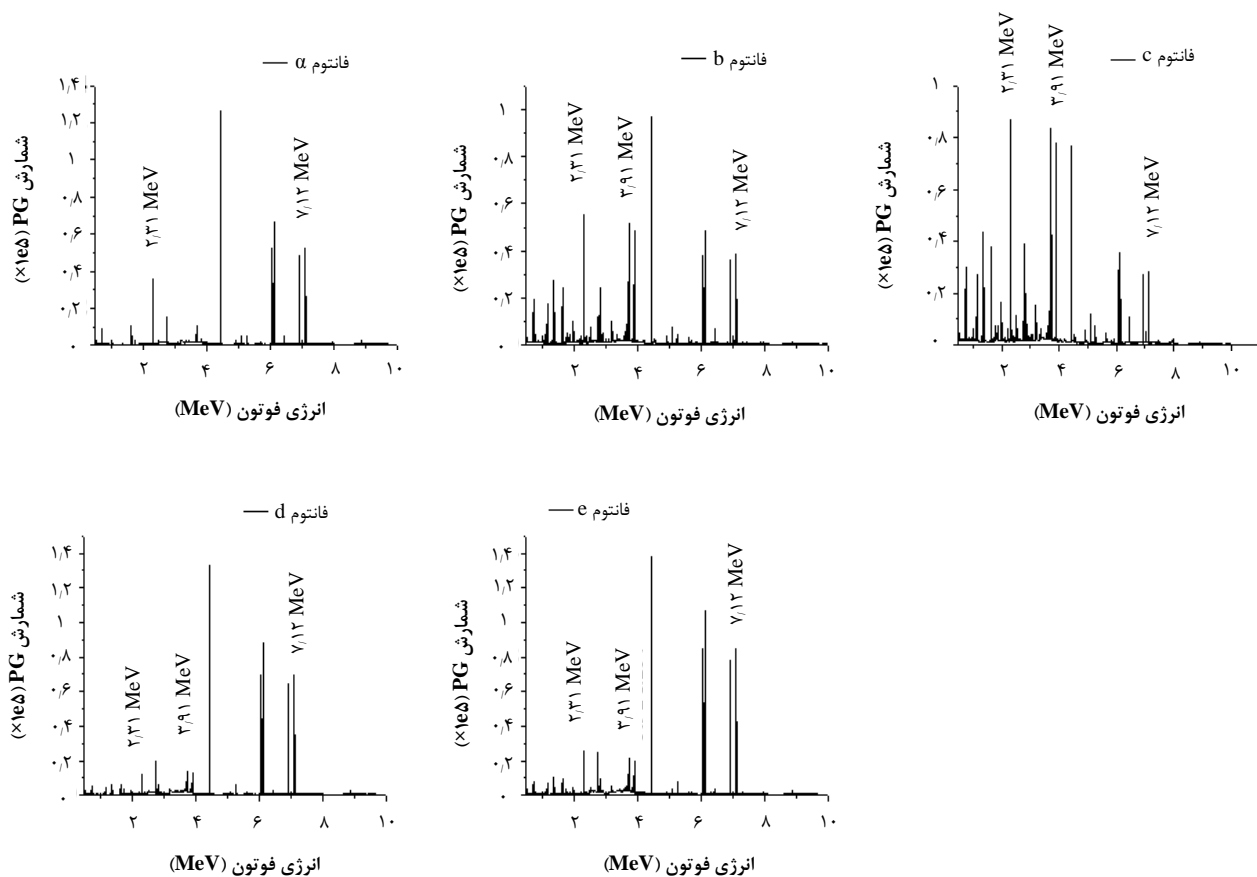 فانتوم α
۱٫۴
۱٫۲
۱
۰٫۸
۰٫۶
۰٫۴
۰٫۲
۰
شمارش PG (×۱e۵)
۲٫۳۱ MeV
۷٫۱۲ MeV
۲ ۴ ۶ ۸ ۱۰
انرژی فوتون (MeV)
فانتوم b
۱
۰٫۸
۰٫۶
۰٫۴
۰٫۲
۰
شمارش PG (×۱e۵)
۲٫۳۱ MeV
۳٫۹۱ MeV
۷٫۱۲ MeV
۲ ۴ ۶ ۸ ۱۰
انرژی فوتون (MeV)
فانتوم c
۱
۰٫۸
۰٫۶
۰٫۴
۰٫۲
۰
شمارش PG (×۱e۵)
۲٫۳۱ MeV
۳٫۹۱ MeV
۷٫۱۲ MeV
۲ ۴ ۶ ۸ ۱۰
انرژی فوتون (MeV)
فانتوم d
۱٫۴
۱٫۲
۱
۰٫۸
۰٫۶
۰٫۴
۰٫۲
۰
شمارش PG (×۱e۵)
۲٫۳۱ MeV
۳٫۹۱ MeV
۷٫۱۲ MeV
۲ ۴ ۶ ۸ ۱۰
انرژی فوتون (MeV)
فانتوم e
۱٫۴
۱٫۲
۱
۰٫۸
۰٫۶
۰٫۴
۰٫۲
۰
شمارش PG (×۱e۵)
۲٫۳۱ MeV
۳٫۹۱ MeV
۷٫۱۲ MeV
۲ ۴ ۶ ۸ ۱۰
انرژی فوتون (MeV)